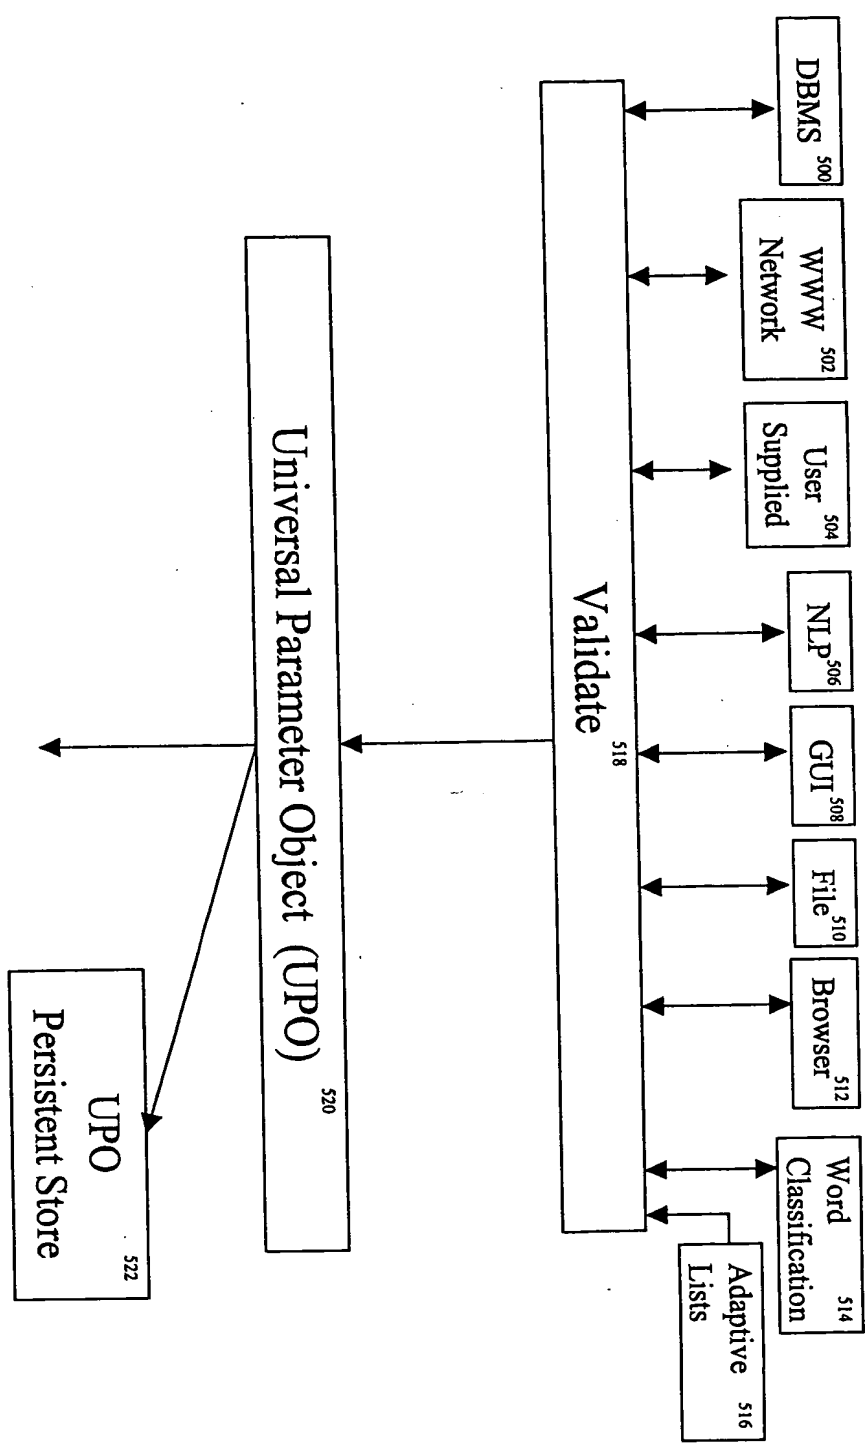 DBMS 500
WWW
Network 502
User
Supplied 504
NLP 506
GUI 508
File 510
Browser 512
Word
Classification 514
Adaptive
Lists 516
Validate 518
Universal Parameter Object (UPO) 520
UPO
Persistent Store 522